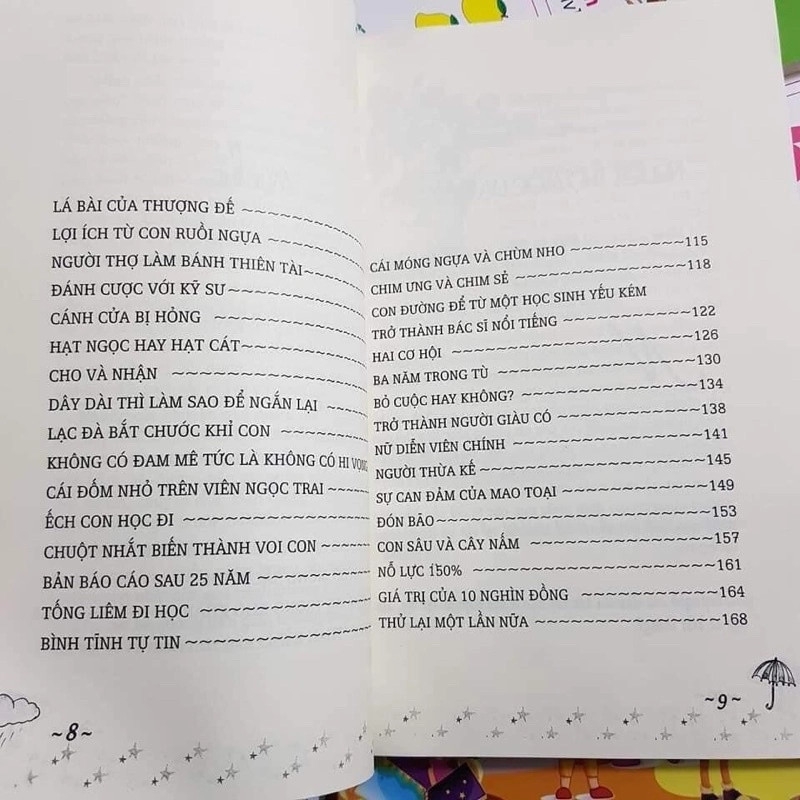 LÁ BÀI CỦA THƯỢNG ĐẾ ~~~~~~~~~~~~
LỢI ÍCH TỪ CON RUỒI NGỰA ~~~~~~~~~~
NGƯỜI THỢ LÀM BÁNH THIÊN TÀI~~~~~~
ĐÁNH CƯỢC VỚI KỸ SƯ~~~~~~~~~~~~~
CÁNH CỬA BỊ HỎNG ~~~~~~~~~~~~~~
HẠT NGỌC HAY HẠT CÁT~~~~~~~~~~~~
CHO VÀ NHẬN ~~~~~~~~~~~~~~~~~
DÂY DÀI THÌ LÀM SAO ĐỂ NGẮN LẠI ~~~~
LẠC ĐÀ BẮT CHƯỚC KHỈ CON ~~~~~~~~
KHÔNG CÓ ĐAM MÊ TỨC LÀ KHÔNG CÓ HI VỌNG
CÁI ĐỐM NHỎ TRÊN VIÊN NGỌC TRAI ~~~~
ẾCH CON HỌC ĐI ~~~~~~~~~~~~~~~~
CHUỘT NHẮT BIẾN THÀNH VOI CON ~~~~~
BẢN BÁO CÁO SAU 25 NĂM ~~~~~~~~~~
TỐNG LIÊM ĐI HỌC ~~~~~~~~~~~~~~~
BÌNH TĨNH TỰ TIN ~~~~~~~~~~~~~~~~
~8~
CÁI MÓNG NGỰA VÀ CHÙM NHO ~~~~~~~~~~115
CHIM ƯNG VÀ CHIM SẺ ~~~~~~~~~~~~~~~118
CON ĐƯỜNG ĐỂ TỪ MỘT HỌC SINH YẾU KÉM
TRỞ THÀNH BÁC SĨ NỔI TIẾNG ~~~~~~~~~~~122
HAI CƠ HỘI ~~~~~~~~~~~~~~~~~~~~~126
BA NĂM TRONG TÙ ~~~~~~~~~~~~~~~~~130
BỎ CUỘC HAY KHÔNG? ~~~~~~~~~~~~~~~134
TRỞ THÀNH NGƯỜI GIÀU CÓ ~~~~~~~~~~~~138
NỮ DIỄN VIÊN CHÍNH ~~~~~~~~~~~~~~~~141
NGƯỜI THỪA KẾ ~~~~~~~~~~~~~~~~~~~145
SỰ CAN ĐẢM CỦA MAO TOẠI ~~~~~~~~~~~~149
ĐÓN BÃO~~~~~~~~~~~~~~~~~~~~~~~153
CON SÂU VÀ CÂY NẤM ~~~~~~~~~~~~~~~157
NỖ LỰC 150% ~~~~~~~~~~~~~~~~~~~~161
GIÁ TRỊ CỦA 10 NGHÌN ĐỒNG ~~~~~~~~~~~164
THỬ LẠI MỘT LẦN NỮA ~~~~~~~~~~~~~~~168
~9~